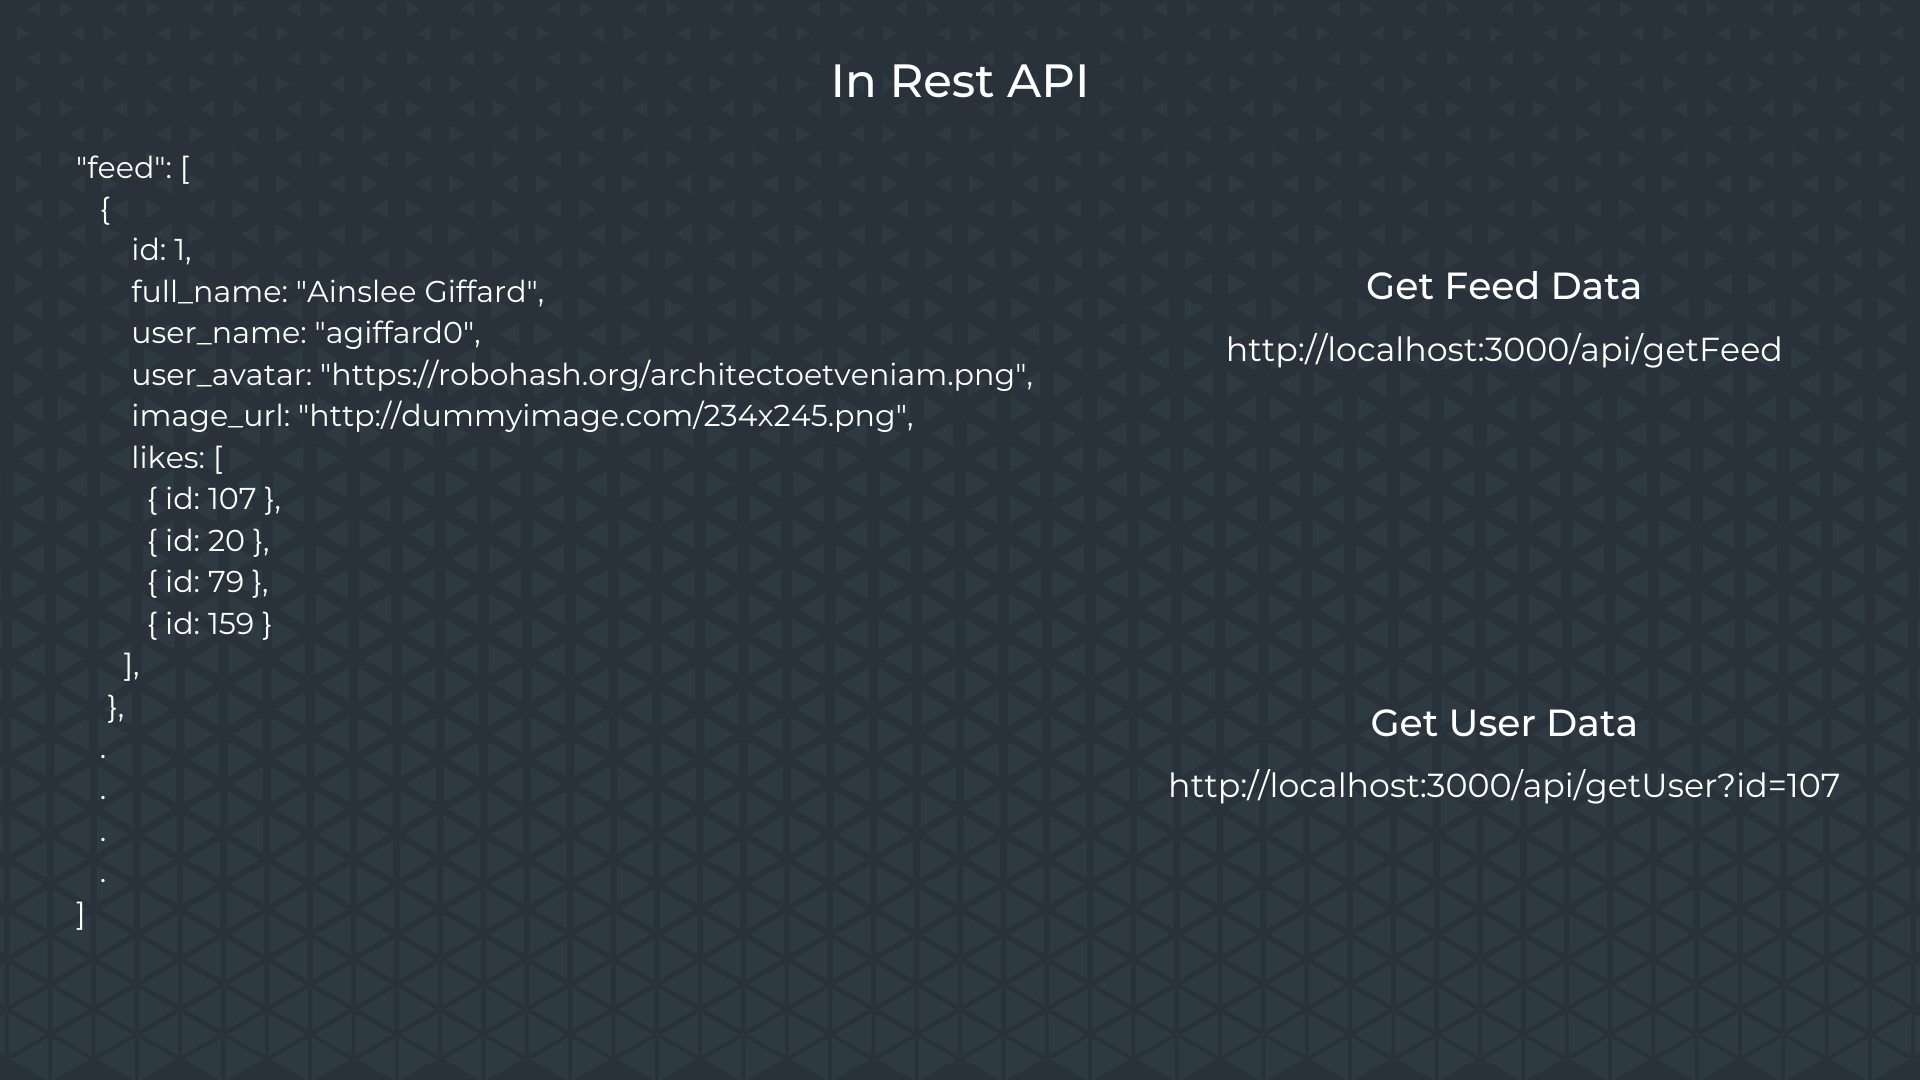 In Rest API
"feed": [
{
id: 1,
full_name: "Ainslee Giffard",
user_name: "agiffard0",
user_avatar: "https://robohash.org/architectoetveniam.png",
image_url: "http://dummyimage.com/234x245.png",
likes: [
{ id: 107 },
{ id: 20 },
{ id: 79 },
{ id: 159 }
],
},
.
.
.
.
]
Get Feed Data
http://localhost:3000/api/getFeed
Get User Data
http://localhost:3000/api/getUser?id=107